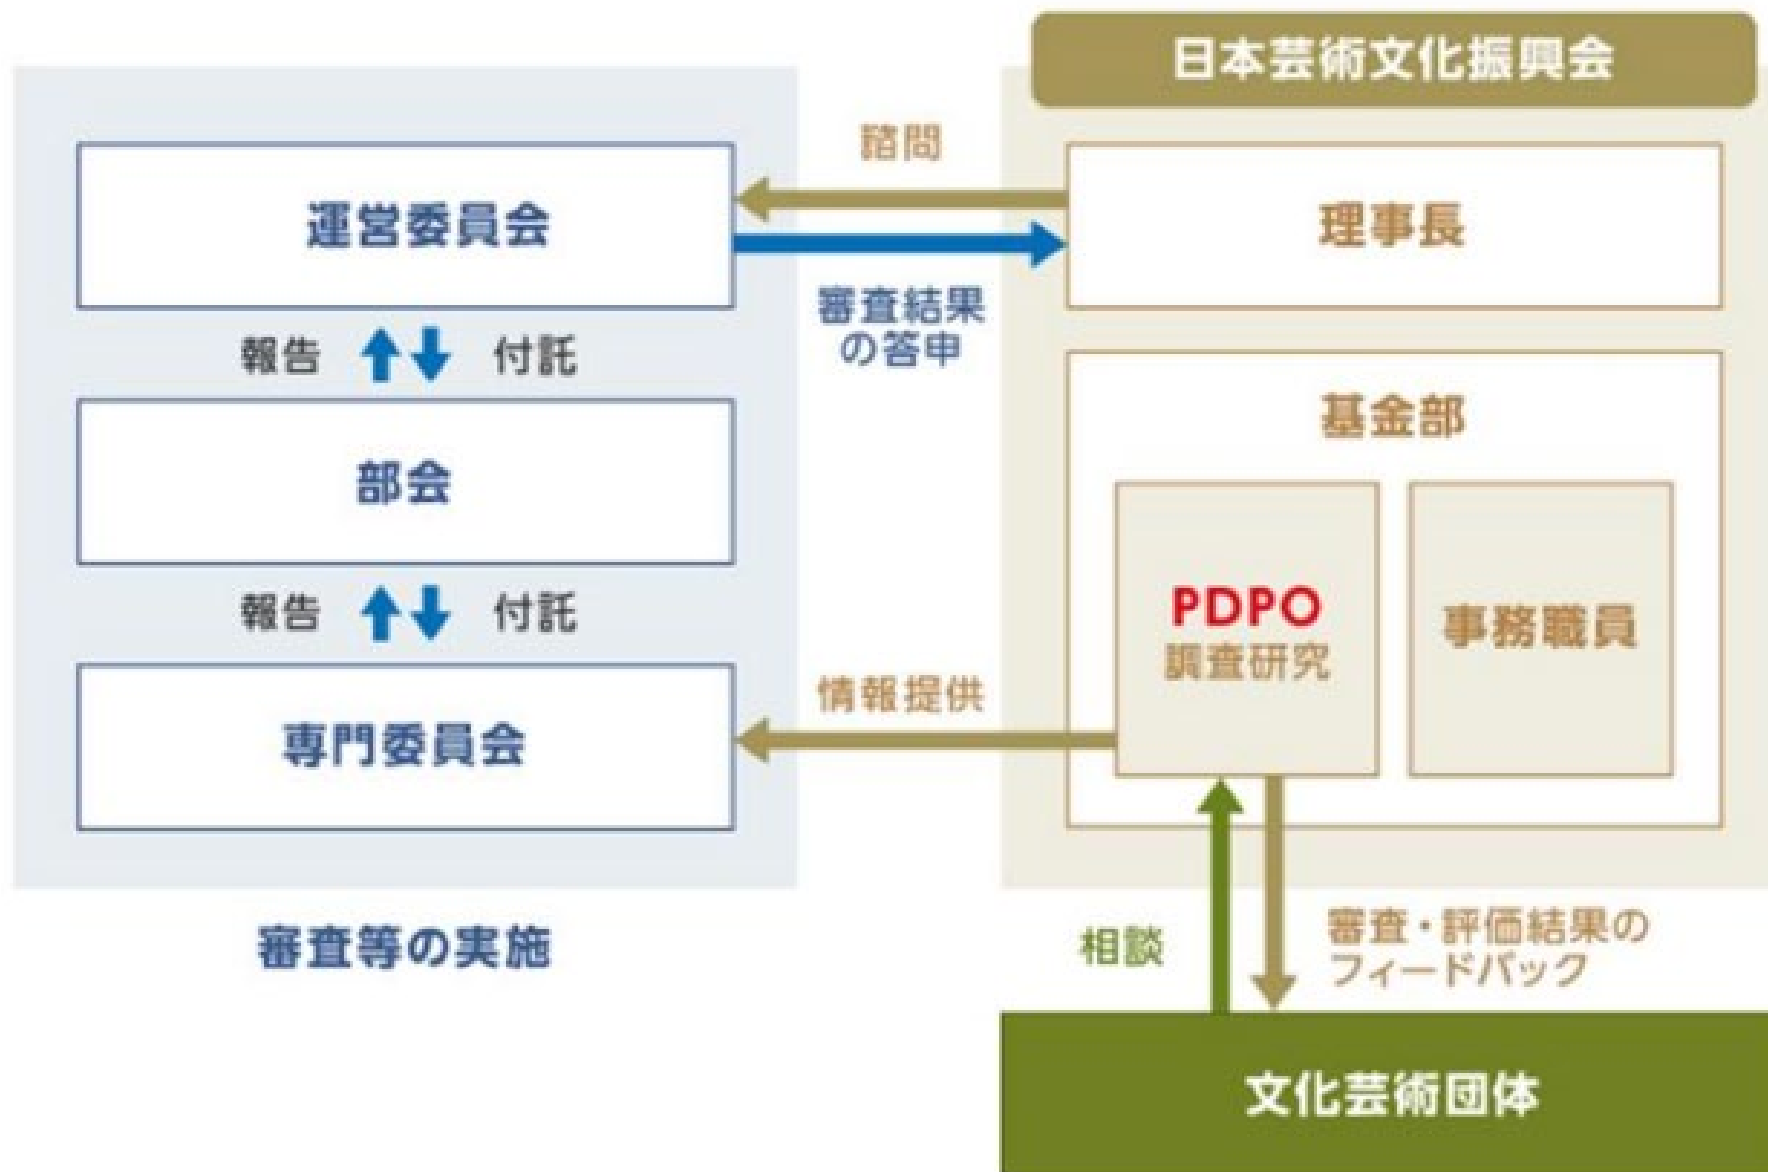 日本芸術文化振興会
諮問
運営委員会
理事長
審査結果
の答申
報告
付託
基金部
部会
PDPO
調査研究
事務職員
報告
付託
情報提供
専門委員会
審査等の実施
相談
審査・評価結果の
フィードバック
文化芸術団体